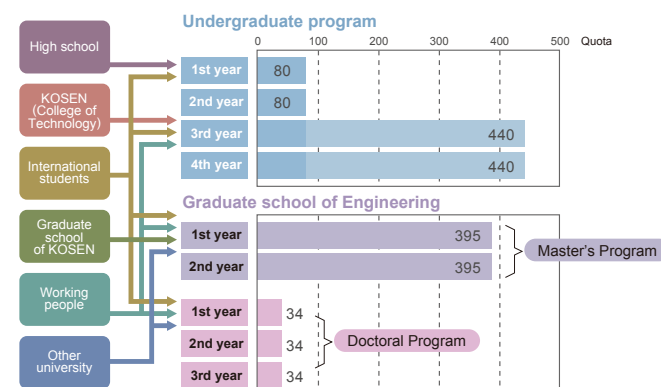 High school
KOSEN
(College of
Technology)
International
students
Graduate
school
of KOSEN
Working
people
Other
university
Undergraduate program
0 100 200 300 400 500 Quota
1st year 80
2nd year 80
3rd year 440
4th year 440
Graduate school of Engineering
1st year 395
2nd year 395
Master's Program
1st year 34
2nd year 34
3rd year 34
Doctoral Program